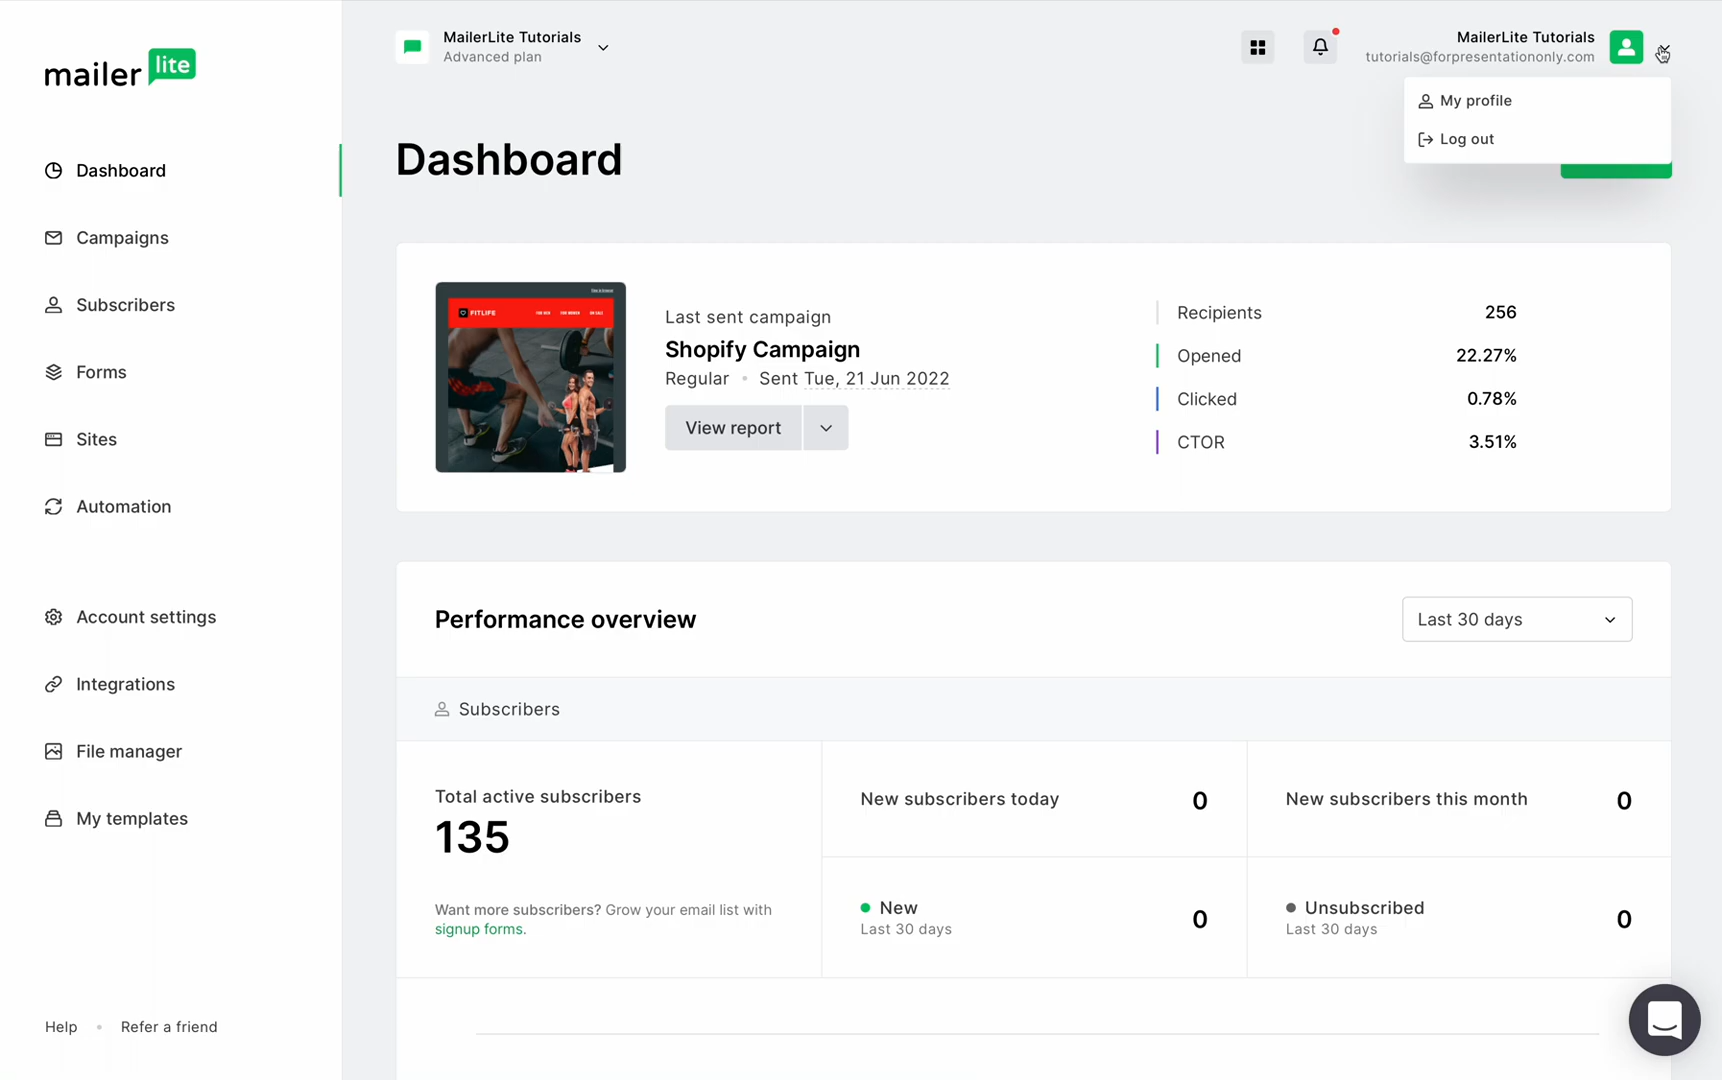 mailer lite
Dashboard
Campaigns
Subscribers
Forms
Sites
Automation
Account settings
Integrations
File manager
My templates
Help • Refer a friend
MailerLite Tutorials
Advanced plan
MailerLite Tutorials
tutorials@forpresentationonly.com
My profile
Log out
Dashboard
FITLIFE
Last sent campaign
Shopify Campaign
Regular • Sent Tue, 21 Jun 2022
View report
Recipients 256
Opened 22.27%
Clicked 0.78%
CTOR 3.51%
Performance overview
Last 30 days
Subscribers
Total active subscribers
135
Want more subscribers? Grow your email list with
signup forms.
New subscribers today 0
New subscribers this month 0
New 0
Last 30 days
Unsubscribed 0
Last 30 days